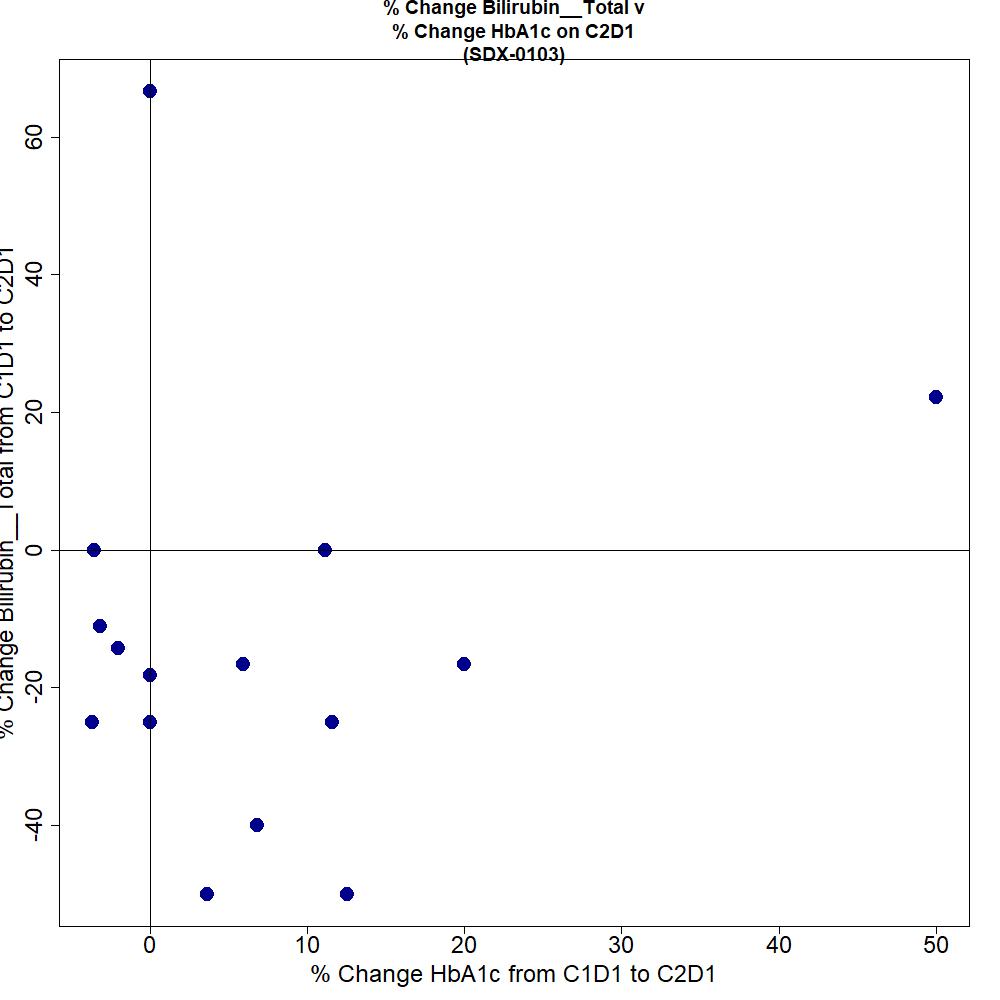 % Change Bilirubin__Total v
% Change HbA1c on C2D1
(SDX-0103)
% Change Bilirubin__Total from C1D1 to C2D1
60
40
20
0
-20
-40
0 10 20 30 40 50
% Change HbA1c from C1D1 to C2D1